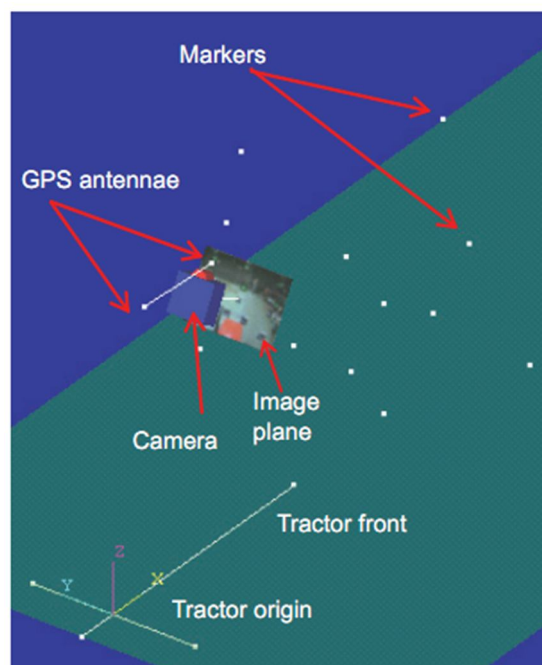 Markers
GPS antennae
Image
plane
Camera
Tractor front
Z
Y
X
Tractor origin